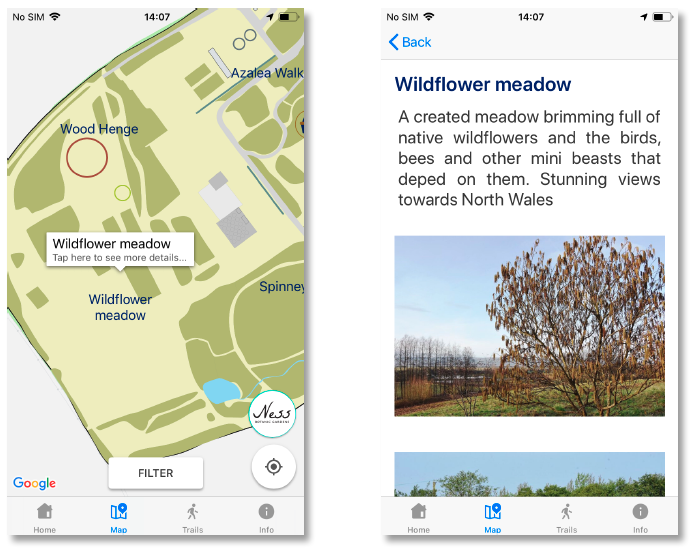 No SIM 14:07
Azalea Walk
Wood Henge
Wildflower meadow
Tap here to see more details...
Wildflower
meadow
Spinney
Ness
BOTANIC GARDENS
Google
FILTER
Home Map Trails Info
No SIM 14:07
Back
Wildflower meadow
A created meadow brimming full of
native wildflowers and the birds,
bees and other mini beasts that
deped on them. Stunning views
towards North Wales
Home Map Trails Info